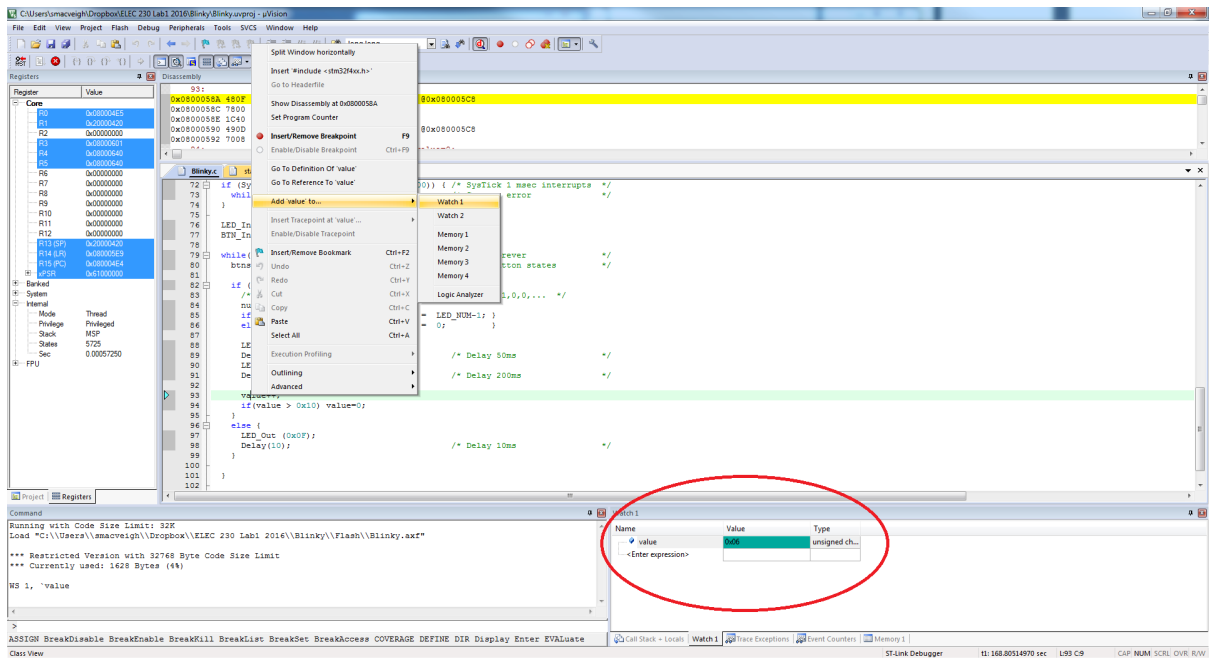 C:\Users\smacveigh\Dropbox\ELEC 230 Lab1 2016\Blinky\Blinky.uvproj - µVision
File Edit View Project Flash Debug Peripherals Tools SVCS Window Help
Registers
Register Value
Core
R0 0x080004E5
R1 0x20000420
R2 0x00000000
R3 0x08000601
R4 0x08000640
R5 0x08000640
R6 0x00000000
R7 0x00000000
R8 0x00000000
R9 0x00000000
R10 0x00000000
R11 0x00000000
R12 0x00000000
R13 (SP) 0x20000420
R14 (LR) 0x080005E9
R15 (PC) 0x080004E4
xPSR 0x61000000
Banked
System
Internal
Mode Thread
Privilege Privileged
Stack MSP
States 5725
Sec 0.00057250
FPU
Project Registers
Disassembly
93:
0x0800058A 480F @0x080005C8
0x0800058C 7800
0x0800058E 1C40
0x08000590 490D @0x080005C8
0x08000592 7008
Split Window horizontally
Insert '#include <stm32f4xx.h>'
Go to Headerfile
Show Disassembly at 0x0800058A
Set Program Counter
Insert/Remove Breakpoint F9
Enable/Disable Breakpoint Ctrl+F9
Go To Definition Of 'value'
Go To Reference To 'value'
Add 'value' to...
Insert Tracepoint at 'value'...
Enable/Disable Tracepoint
Insert/Remove Bookmark Ctrl+F2
Undo Ctrl+Z
Redo Ctrl+Y
Cut Ctrl+X
Copy Ctrl+C
Paste Ctrl+V
Select All Ctrl+A
Execution Profiling
Outlining
Advanced
Watch 1
Watch 2
Memory 1
Memory 2
Memory 3
Memory 4
Logic Analyzer
Blinky.c
72 if (Sy 00)) { /* SysTick 1 msec interrupts */
73 whil error */
74 }
75
76 LED_In
77 BTN_In
78
79 while( rever */
80 btns tton states */
81
82 if (
83 /* 1,0,0,... */
84 nu
85 if = LED_NUM-1; }
86 el = 0; }
87
88 LE
89 De /* Delay 50ms */
90 LE
91 De /* Delay 200ms */
92
93 value++;
94 if(value > 0x10) value=0;
95 }
96 else {
97 LED_Out (0x0F);
98 Delay(10); /* Delay 10ms */
99 }
100
101 }
102
Command
Running with Code Size Limit: 32K
Load "C:\\Users\\smacveigh\\Dropbox\\ELEC 230 Lab1 2016\\Blinky\\Flash\\Blinky.axf"
*** Restricted Version with 32768 Byte Code Size Limit
*** Currently used: 1628 Bytes (4%)
WS 1, `value
>
ASSIGN BreakDisable BreakEnable BreakKill BreakList BreakSet BreakAccess COVERAGE DEFINE DIR Display Enter EVALuate
Watch 1
Name Value Type
value 0x06 unsigned ch...
<Enter expression>
Call Stack + Locals Watch 1 Trace Exceptions Event Counters Memory 1
Class View ST-Link Debugger t1: 168.80514970 sec L:93 C:9 CAP NUM SCRL OVR R/W